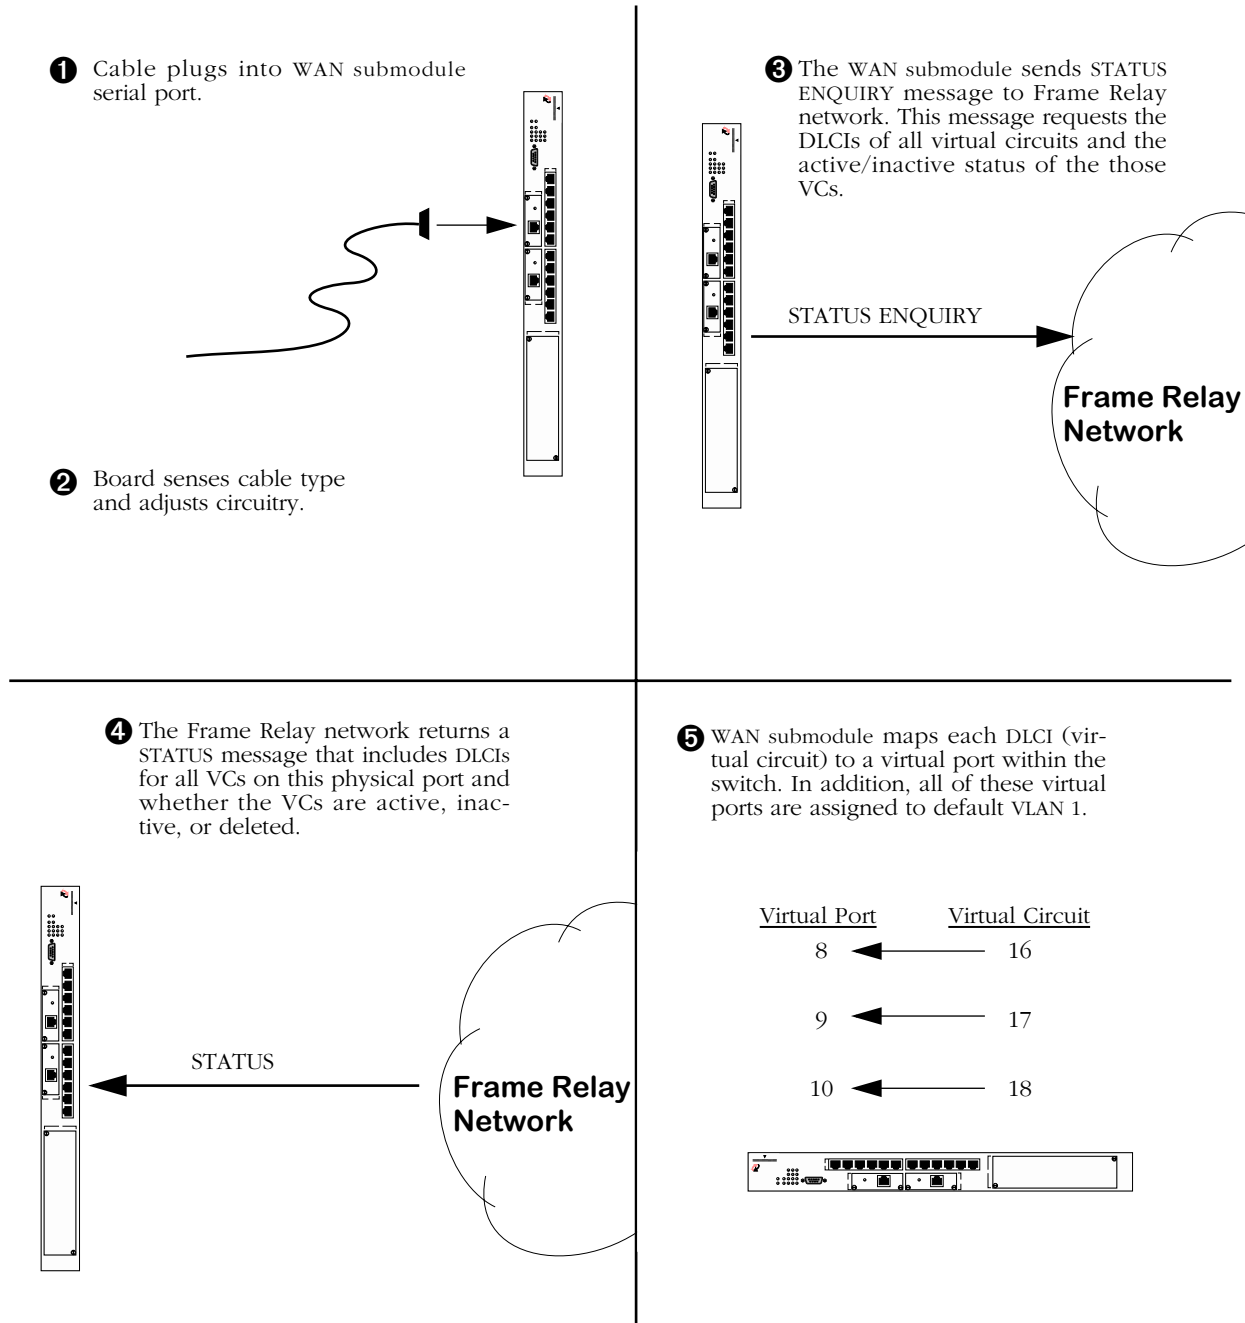 ❶ Cable plugs into WAN submodule
serial port.
❷ Board senses cable type
and adjusts circuitry.
❸ The WAN submodule sends STATUS
ENQUIRY message to Frame Relay
network. This message requests the
DLCIs of all virtual circuits and the
active/inactive status of the those
VCs.
STATUS ENQUIRY
Frame Relay
Network
❹ The Frame Relay network returns a
STATUS message that includes DLCIs
for all VCs on this physical port and
whether the VCs are active, inac-
tive, or deleted.
STATUS
Frame Relay
Network
❺ WAN submodule maps each DLCI (vir-
tual circuit) to a virtual port within the
switch. In addition, all of these virtual
ports are assigned to default VLAN 1.
Virtual Port Virtual Circuit
8 16
9 17
10 18